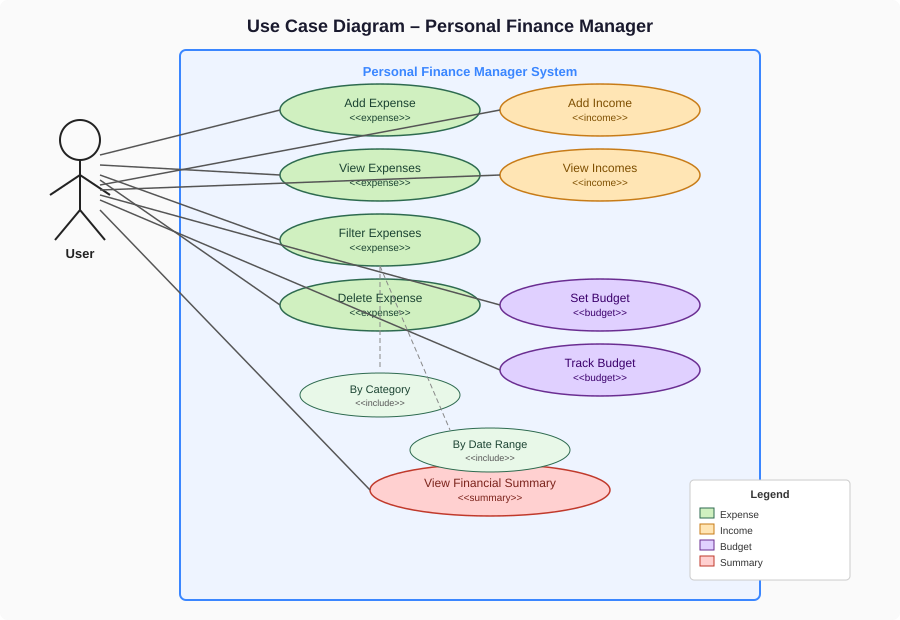 Use Case Diagram – Personal Finance Manager
Personal Finance Manager System
Add Expense
<<expense>>
Add Income
<<income>>
View Expenses
<<expense>>
View Incomes
<<income>>
Filter Expenses
<<expense>>
User
Delete Expense
<<expense>>
Set Budget
<<budget>>
Track Budget
<<budget>>
By Category
<<include>>
By Date Range
<<include>>
View Financial Summary
<<summary>>
Legend
Expense
Income
Budget
Summary